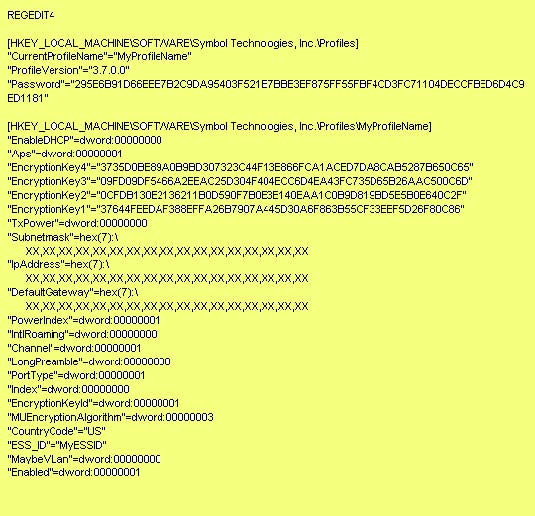 REGEDIT4
[HKEY_LOCAL_MACHINE\SOFTWARE\Symbol Technoogies, Inc.\Profiles]
"CurrentProfileName"="MyProfileName"
"ProfileVersion"="3.7.0.0"
"Password"="295E6B91D66EEE7B2C9DA95403F521E7BBE3EF875FF55FBF4CD3FC71104DECCFBED6D4C9
ED1181"
[HKEY_LOCAL_MACHINE\SOFTWARE\Symbol Technoogies, Inc.\Profiles\MyProfileName]
"EnableDHCP"=dword:00000000
"Aps"=dword:00000001
"EncryptionKey4"="3735D0BE89A0B9BD307323C44F13E866FCA1ACED7DA8CAB5287B650C65"
"EncryptionKey3"="09FD09DF5466A2EEAC25D304F404ECC6D4EA43FC735D65B26AAC500C6D"
"EncryptionKey2"="0CFDB130E2136211B0D590F7B0E3E140EAA1C0B9D819BD5E5B0E640C2F"
"EncryptionKey1"="37644FEEDAF388EFFA26B7907A445D30A6F863B55CF33EEF5D26F80C86"
"TxPower"=dword:00000000
"Subnetmask"=hex(7):\
XX,XX,XX,XX,XX,XX,XX,XX,XX,XX,XX,XX,XX,XX,XX,XX,XX
"IpAddress"=hex(7):\
XX,XX,XX,XX,XX,XX,XX,XX,XX,XX,XX,XX,XX,XX,XX,XX,XX
"DefaultGateway"=hex(7):\
XX,XX,XX,XX,XX,XX,XX,XX,XX,XX,XX,XX,XX,XX,XX,XX,XX
"PowerIndex"=dword:00000001
"IntlRoaming"=dword:00000000
"Channel"=dword:00000001
"LongPreamble"=dword:00000000
"PortType"=dword:00000001
"Index"=dword:00000000
"EncryptionKeyId"=dword:00000001
"MUEncryptionAlgorithm"=dword:00000003
"CountryCode"="US"
"ESS_ID"="MyESSID"
"MaybeVLan"=dword:00000000
"Enabled"=dword:00000001